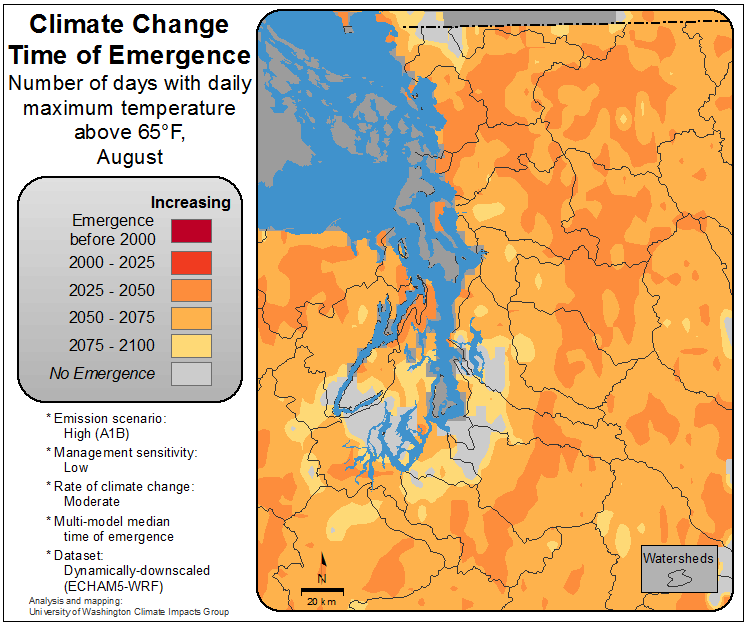 Climate Change
Time of Emergence
Number of days with daily
maximum temperature
above 65°F,
August
Increasing
Emergence
before 2000
2000 - 2025
2025 - 2050
2050 - 2075
2075 - 2100
No Emergence
* Emission scenario:
High (A1B)
* Management sensitivity:
Low
* Rate of climate change:
Moderate
* Multi-model median
time of emergence
* Dataset:
Dynamically-downscaled
(ECHAM5-WRF)
Analysis and mapping:
University of Washington Climate Impacts Group
N
20 km
Watersheds